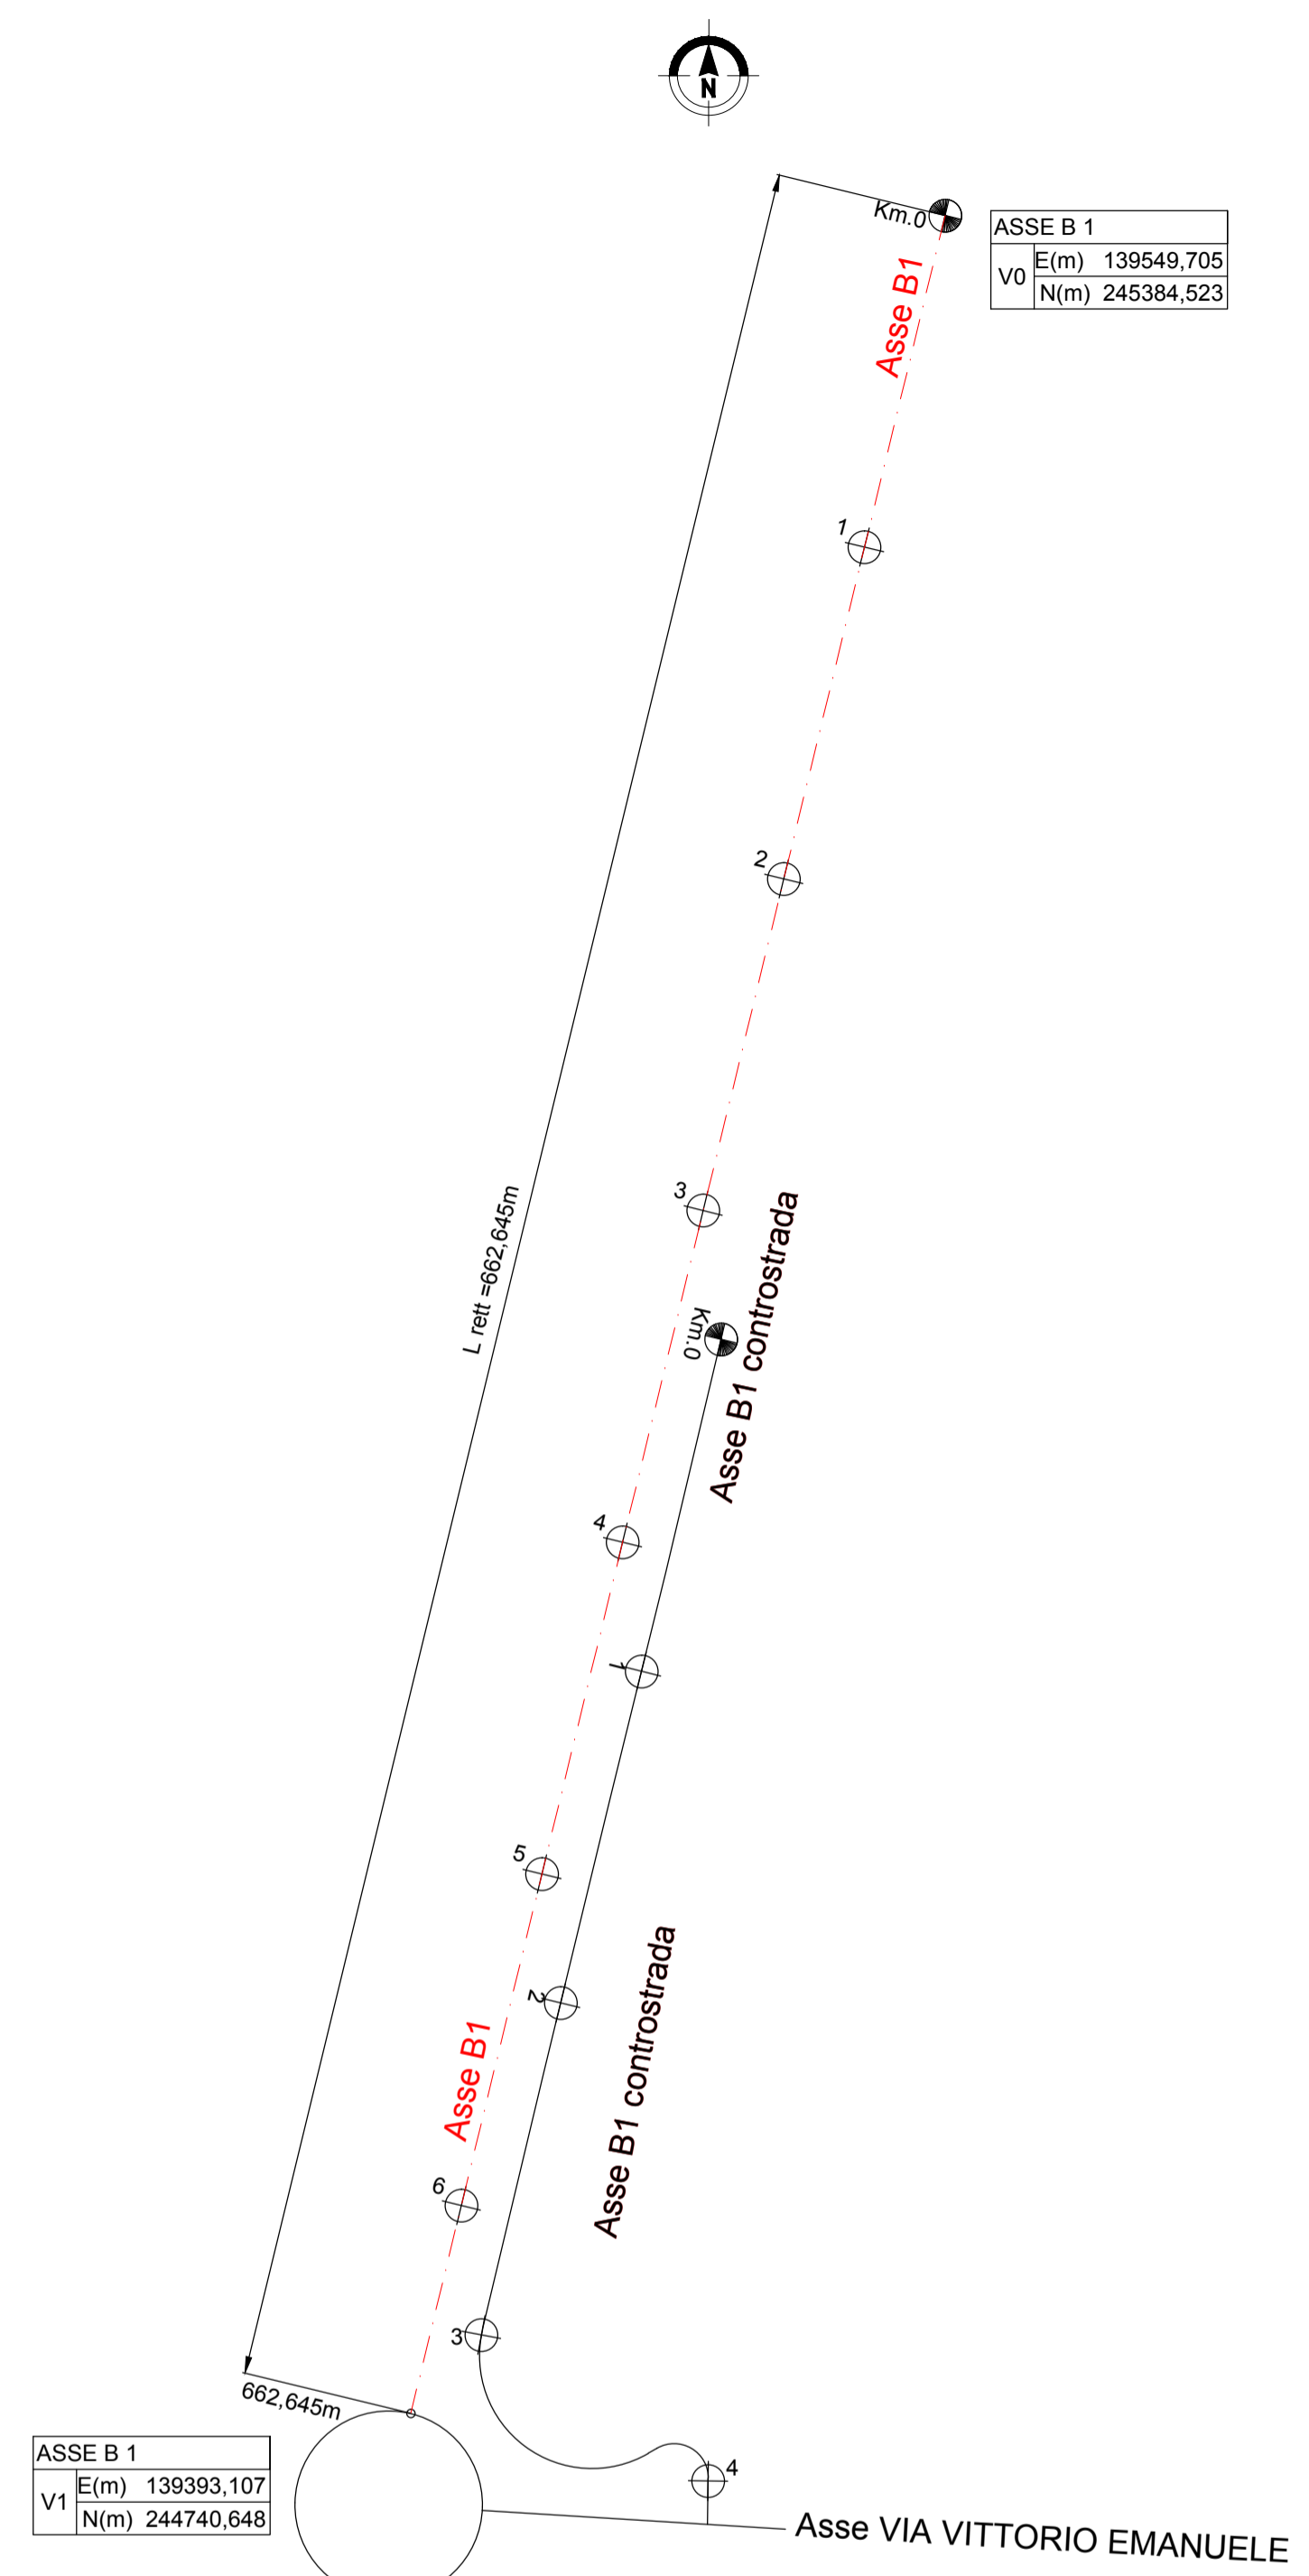 N
Km.0
ASSE B 1
V0
E(m) 139549,705
N(m) 245384,523
Asse B1
1
2
3
L rett =662,645m
Km.0
Asse B1 controstrada
4
1
5
2
Asse B1 controstrada
Asse B1
6
3
662,645m
ASSE B 1
V1
E(m) 139393,107
N(m) 244740,648
4
Asse VIA VITTORIO EMANUELE